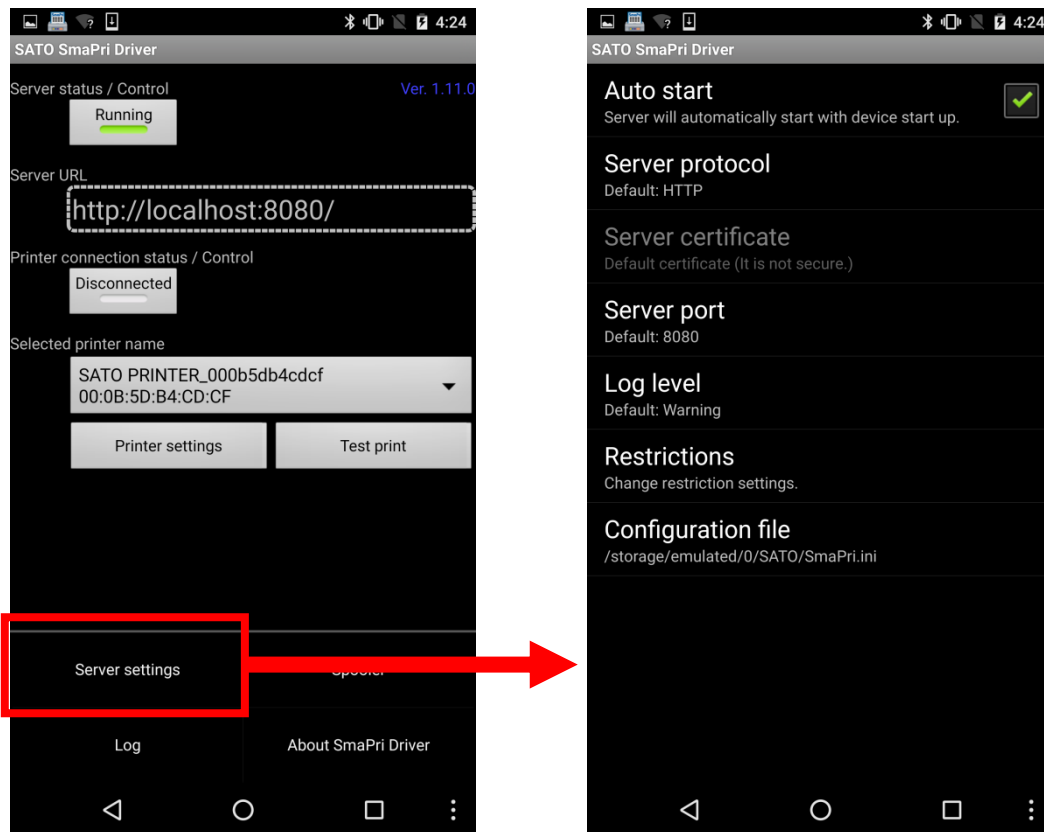 4:24
SATO SmaPri Driver
Server status / Control
Ver. 1.11.0
Running
Server URL
http://localhost:8080/
Printer connection status / Control
Disconnected
Selected printer name
SATO PRINTER_000b5db4cdcf
00:0B:5D:B4:CD:CF
Printer settings
Test print
Server settings
Spooler
Log
About SmaPri Driver
4:24
SATO SmaPri Driver
Auto start
Server will automatically start with device start up.
Server protocol
Default: HTTP
Server certificate
Default certificate (It is not secure.)
Server port
Default: 8080
Log level
Default: Warning
Restrictions
Change restriction settings.
Configuration file
/storage/emulated/0/SATO/SmaPri.ini